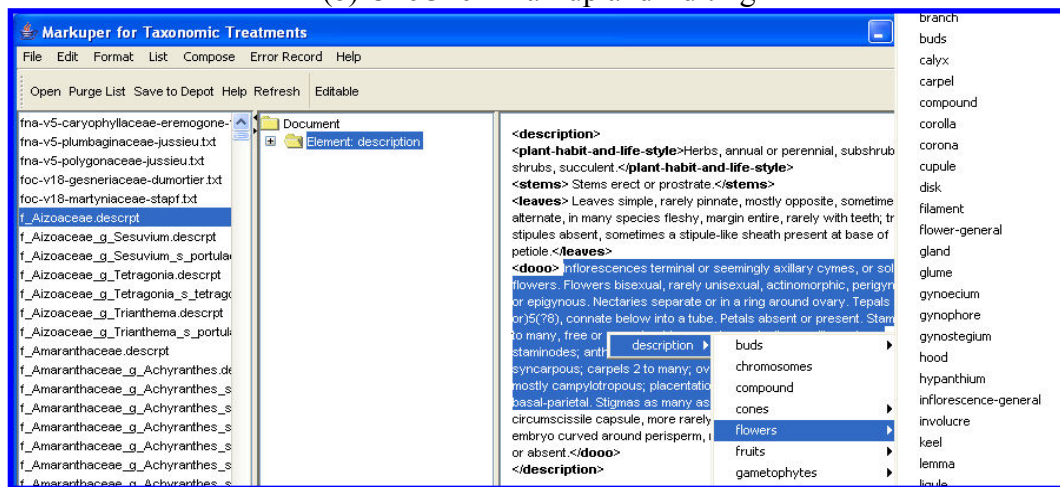 Markuper for Taxonomic Treatments
File Edit Format List Compose Error Record Help
Open Purge List Save to Depot Help Refresh Editable
fna-v5-caryophyllaceae-eremogone-
fna-v5-plumbaginaceae-jussieu.txt
fna-v5-polygonaceae-jussieu.txt
foc-v18-gesneriaceae-dumortier.txt
foc-v18-martyniaceae-stapf.txt
f_Aizoaceae.descrpt
f_Aizoaceae_g_Sesuvium.descrpt
f_Aizoaceae_g_Sesuvium_s_portula
f_Aizoaceae_g_Tetragonia.descrpt
f_Aizoaceae_g_Tetragonia_s_tetrago
f_Aizoaceae_g_Trianthema.descrpt
f_Aizoaceae_g_Trianthema_s_portula
f_Amaranthaceae.descrpt
f_Amaranthaceae_g_Achyranthes.de
f_Amaranthaceae_g_Achyranthes_s
f_Amaranthaceae_g_Achyranthes_s
f_Amaranthaceae_g_Achyranthes_s
f_Amaranthaceae_g_Achyranthes_s
f_Amaranthaceae_g_Achyranthes_s
f_Amaranthaceae_g_Achyranthes_s
Document
Element: description
<description>
<plant-habit-and-life-style>Herbs, annual or perennial, subshrub
shrubs, succulent.</plant-habit-and-life-style>
<stems> Stems erect or prostrate.</stems>
<leaves> Leaves simple, rarely pinnate, mostly opposite, sometime
alternate, in many species fleshy, margin entire, rarely with teeth; tr
stipules absent, sometimes a stipule-like sheath present at base of
petiole.</leaves>
<dooo> Inflorescences terminal or seemingly axillary cymes, or sol
flowers. Flowers bisexual, rarely unisexual, actinomorphic, perigyn
or epigynous. Nectaries separate or in a ring around ovary. Tepals
or)5(?8), connate below into a tube. Petals absent or present. Stam
to many, free or
staminodes; anth
syncarpous; carpels 2 to many; ov
mostly campylotropous; placentatio
basal-parietal. Stigmas as many as
circumscissile capsule, more rarely
embryo curved around perisperm,
or absent.</dooo>
</description>
description
buds
chromosomes
compound
cones
flowers
fruits
gametophytes
branch
buds
calyx
carpel
compound
corolla
corona
cupule
disk
filament
flower-general
gland
glume
gynoecium
gynophore
gynostegium
hood
hypanthium
inflorescence-general
involucre
keel
lemma
ligule